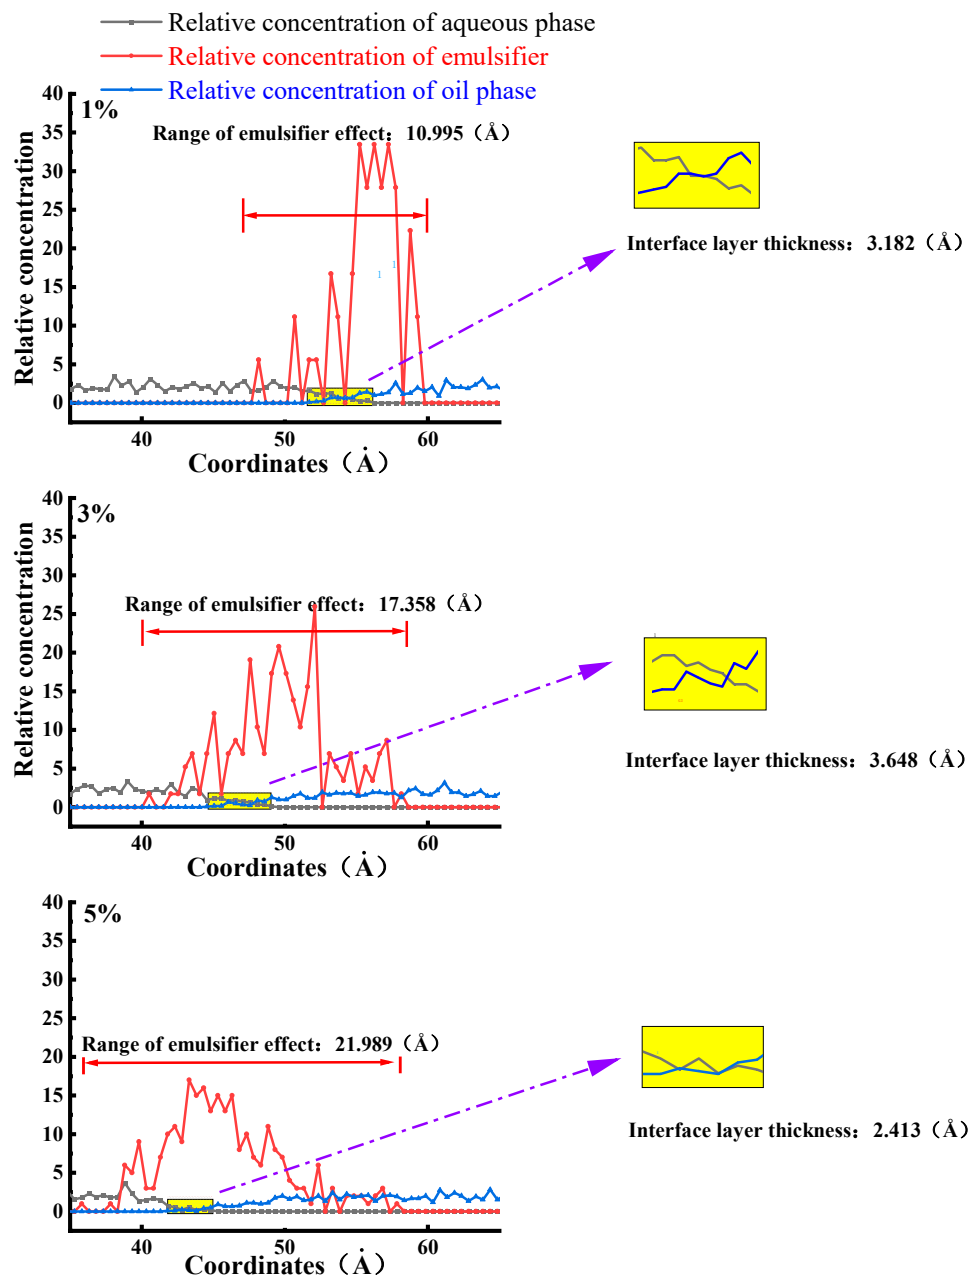 Relative concentration of aqueous phase
Relative concentration of emulsifier
Relative concentration of oil phase
1%
Range of emulsifier effect：10.995（Å）
Interface layer thickness：3.182（Å）
Relative concentration
40
35
30
25
20
15
10
5
0
1
1
40 50 60
Coordinates（Å）
3%
Range of emulsifier effect：17.358（Å）
Interface layer thickness：3.648（Å）
Relative concentration
40
35
30
25
20
15
10
5
0
40 50 60
Coordinates（Å）
5%
Range of emulsifier effect：21.989（Å）
Interface layer thickness：2.413（Å）
40
35
30
25
20
15
10
5
0
40 50 60
Coordinates（Å）